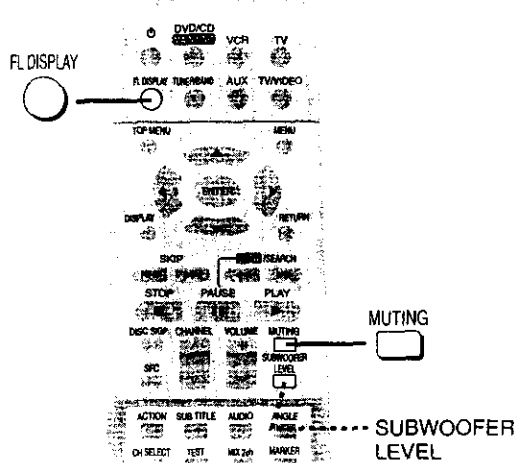 DVD/CD
VCR
TV
FL DISPLAY
FL DISPLAY
TUNER/BAND
AUX
TV/VIDEO
TOP MENU
MENU
ENTER
DISPLAY
RETURN
SKIP
/SEARCH
STOP
PAUSE
PLAY
MUTING
DISC SKIP
CHANNEL
VOLUME
MUTING
SUBWOOFER
LEVEL
SFC
ACTION
SUB TITLE
AUDIO
ANGLE
SUBWOOFER
LEVEL
CH SELECT
TEST
MIX 2ch
MARKER